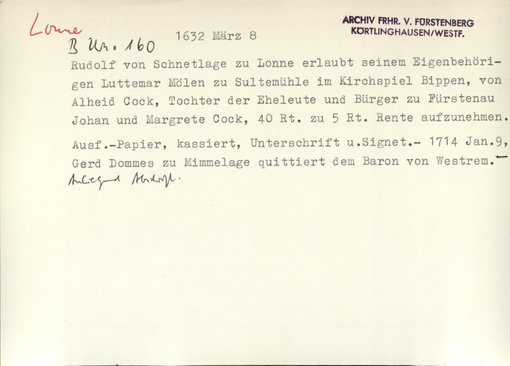 Lonne
ARCHIV FRHR. V. FÜRSTENBERG
KÖRTLINGHAUSEN/WESTF.
B Nr. 160
1632 März 8
Rudolf von Schnetlage zu Lonne erlaubt seinem Eigenbehöri-
gen Luttemar Mölen zu Sultemühle im Kirchspiel Bippen, von
Alheid Cock, Tochter der Eheleute und Bürger zu Fürstenau
Johan und Margrete Cock, 40 Rt. zu 5 Rt. Rente aufzunehmen.
Ausf.-Papier, kassiert, Unterschrift u.Signet.- 1714 Jan.9,
Gerd Dommes zu Mimmelage quittiert dem Baron von Westrem.-